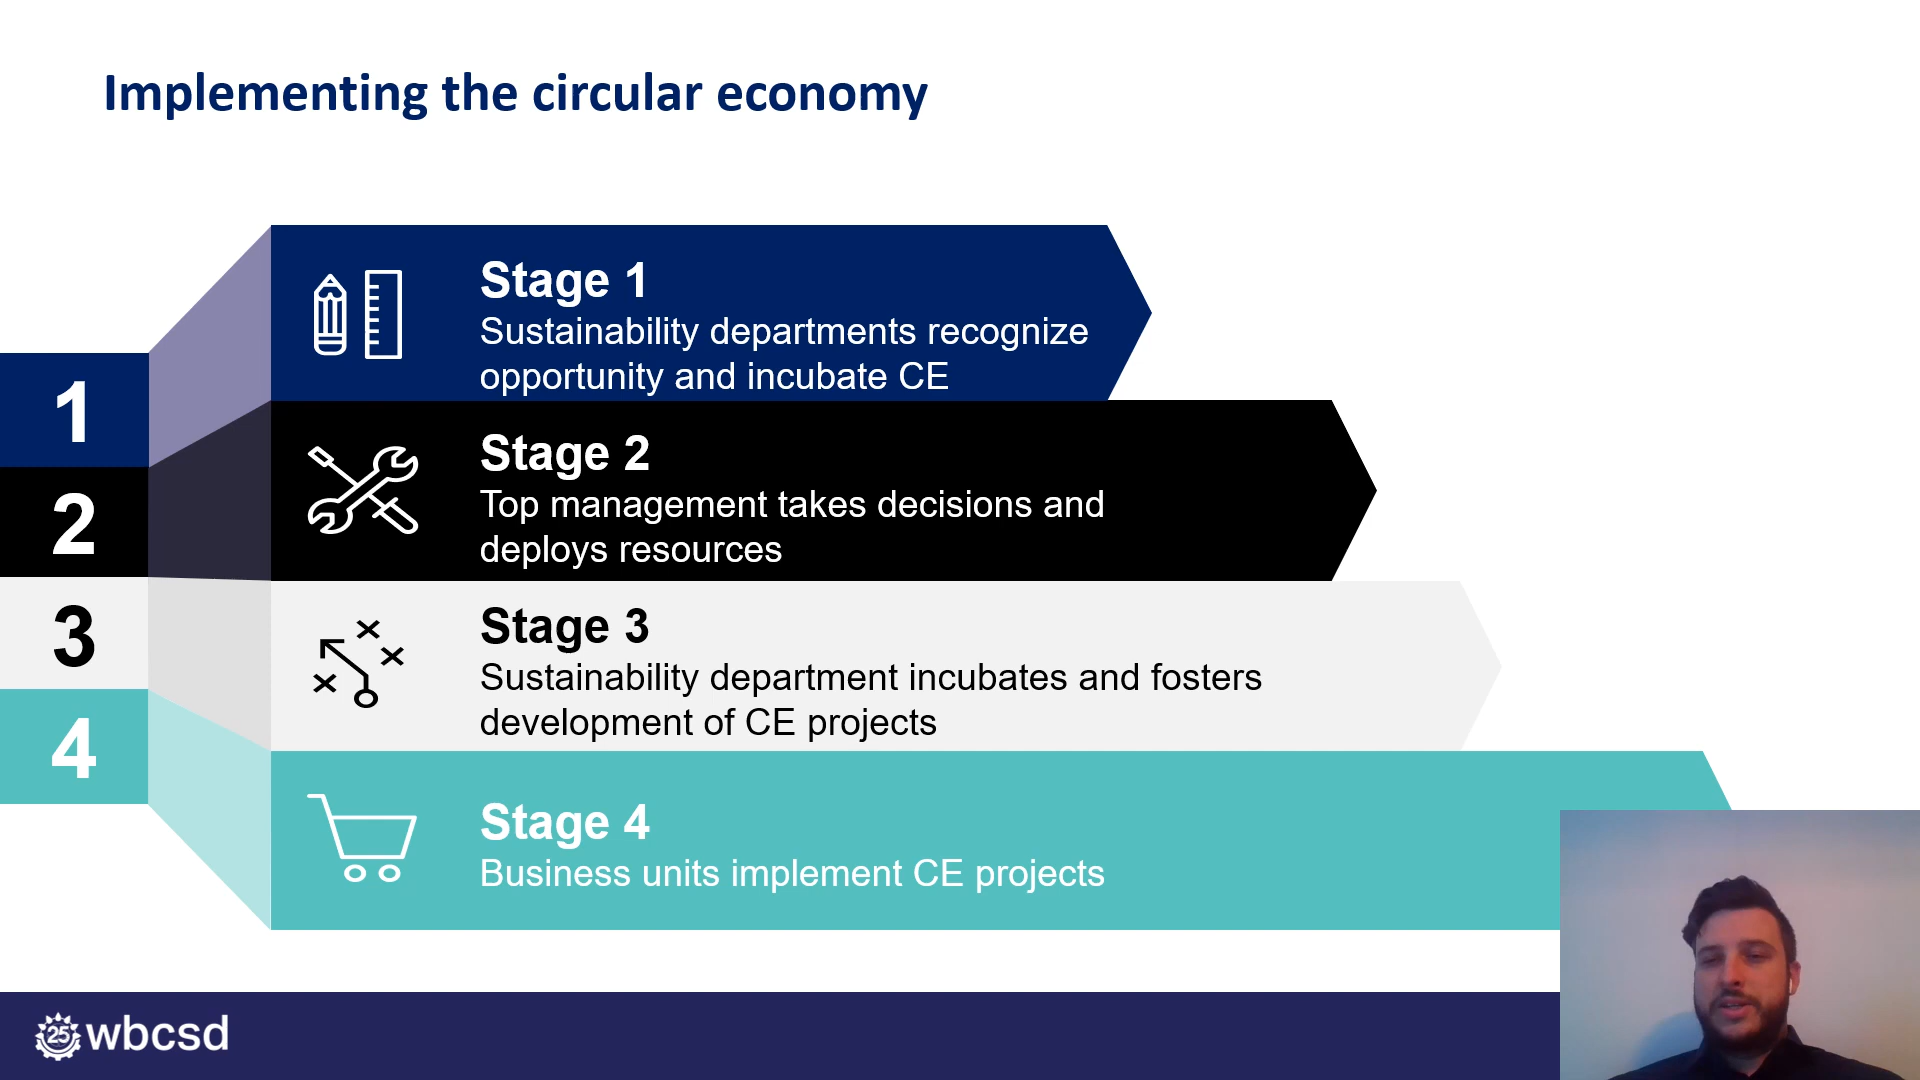 Implementing the circular economy
1
2
3
4
Stage 1
Sustainability departments recognize
opportunity and incubate CE
Stage 2
Top management takes decisions and
deploys resources
Stage 3
Sustainability department incubates and fosters
development of CE projects
Stage 4
Business units implement CE projects
25 wbcsd